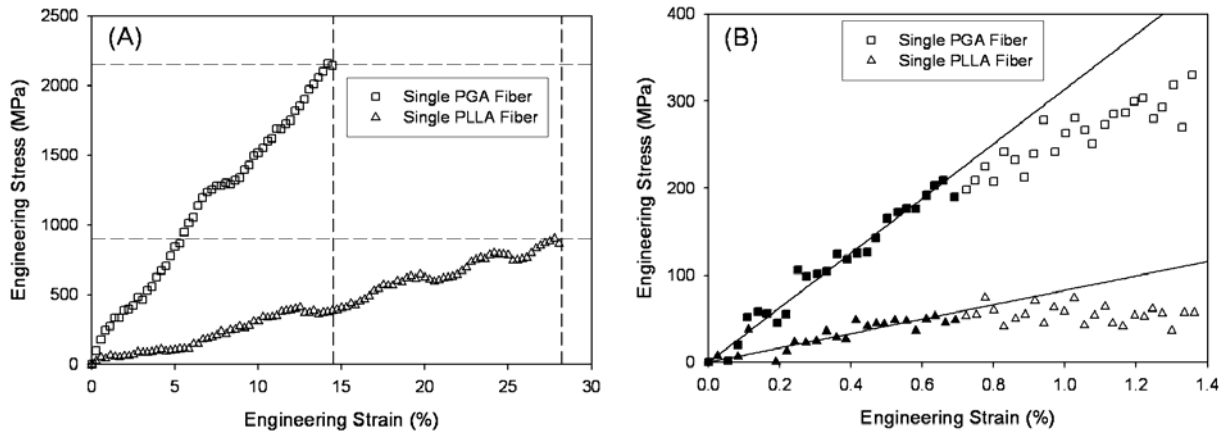 (A)
Single PGA Fiber
Single PLLA Fiber
Engineering Stress (MPa)
2500
2000
1500
1000
500
0
0 5 10 15 20 25 30
Engineering Strain (%)
(B)
Single PGA Fiber
Single PLLA Fiber
Engineering Stress (MPa)
400
300
200
100
0
0.0 0.2 0.4 0.6 0.8 1.0 1.2 1.4
Engineering Strain (%)